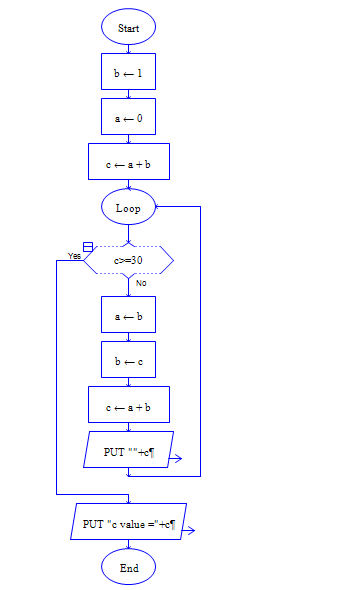 Start
b ← 1
a ← 0
c ← a + b
Loop
Yes
c>=30
No
a ← b
b ← c
c ← a + b
PUT ""+c¶
PUT "c value ="+c¶
End